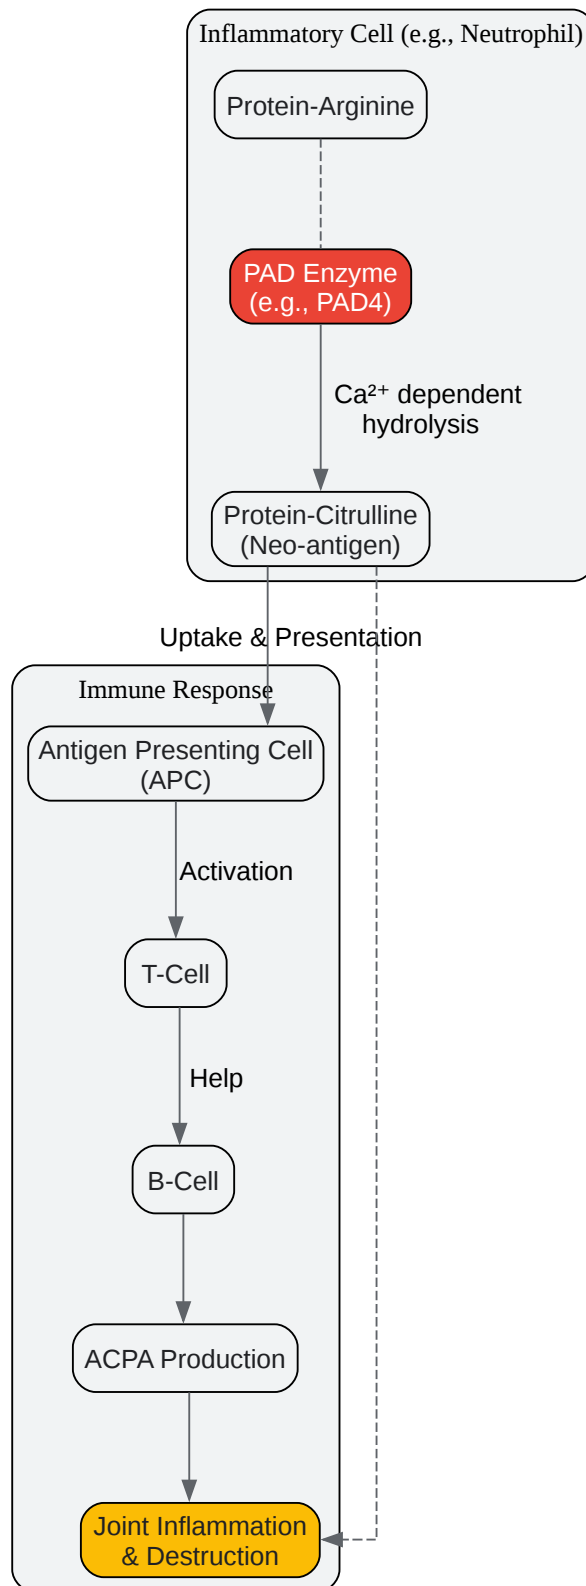 Inflammatory Cell (e.g., Neutrophil)
Protein-Arginine
PAD Enzyme
(e.g., PAD4)
Ca²⁺ dependent
hydrolysis
Protein-Citrulline
(Neo-antigen)
Uptake & Presentation
Immune Response
Antigen Presenting Cell
(APC)
Activation
T-Cell
Help
B-Cell
ACPA Production
Joint Inflammation
& Destruction